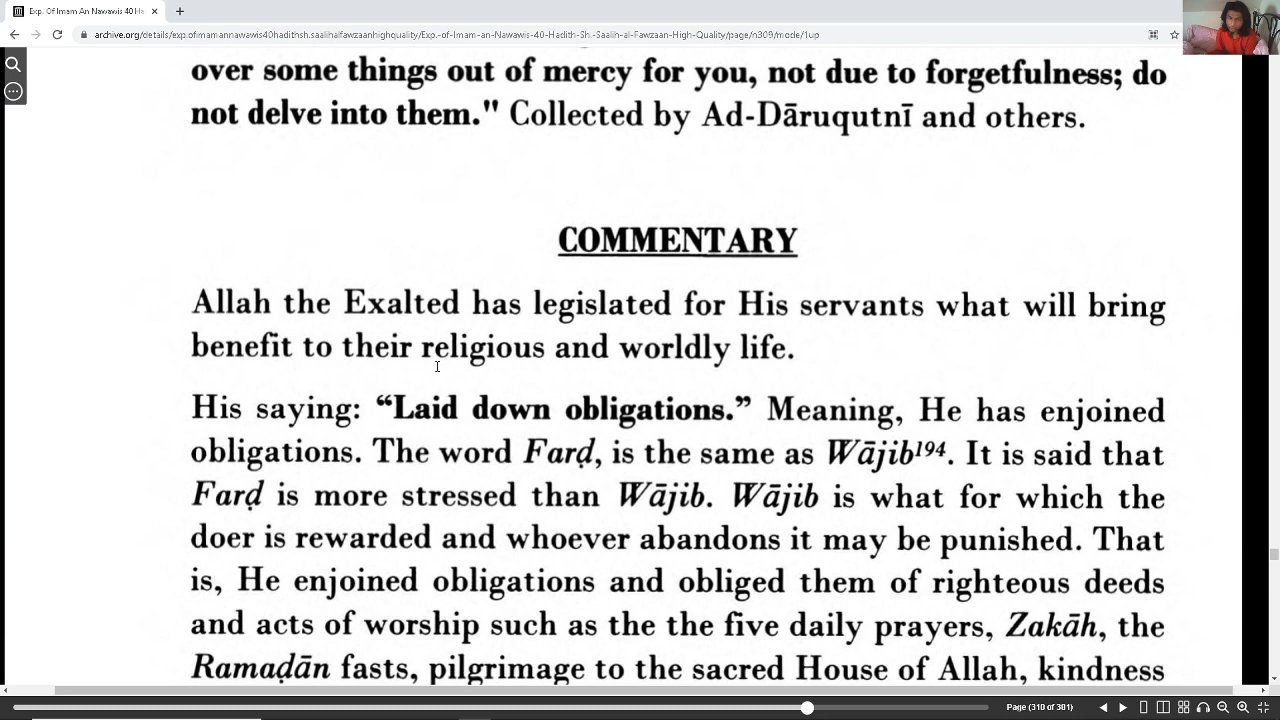 Exp. Of Imam An Nawawis 40 Ha
archive.org/details/exp.ofimamannawawis40hadithsh.saalihalfawzaanhighquality/Exp.-of-Imam-an-Nawawis-40-Hadith-Sh.-Saalih-al-Fawzaan-High-Quality/page/n309/mode/1up
over some things out of mercy for you, not due to forgetfulness; do
not delve into them." Collected by Ad-Dāruqutnī and others.
COMMENTARY
Allah the Exalted has legislated for His servants what will bring
benefit to their religious and worldly life.
His saying: “Laid down obligations.” Meaning, He has enjoined
obligations. The word Farḍ, is the same as Wājib194. It is said that
Farḍ is more stressed than Wājib. Wājib is what for which the
doer is rewarded and whoever abandons it may be punished. That
is, He enjoined obligations and obliged them of righteous deeds
and acts of worship such as the the five daily prayers, Zakāh, the
Ramaḍān fasts, pilgrimage to the sacred House of Allah, kindness
Page (310 of 381)